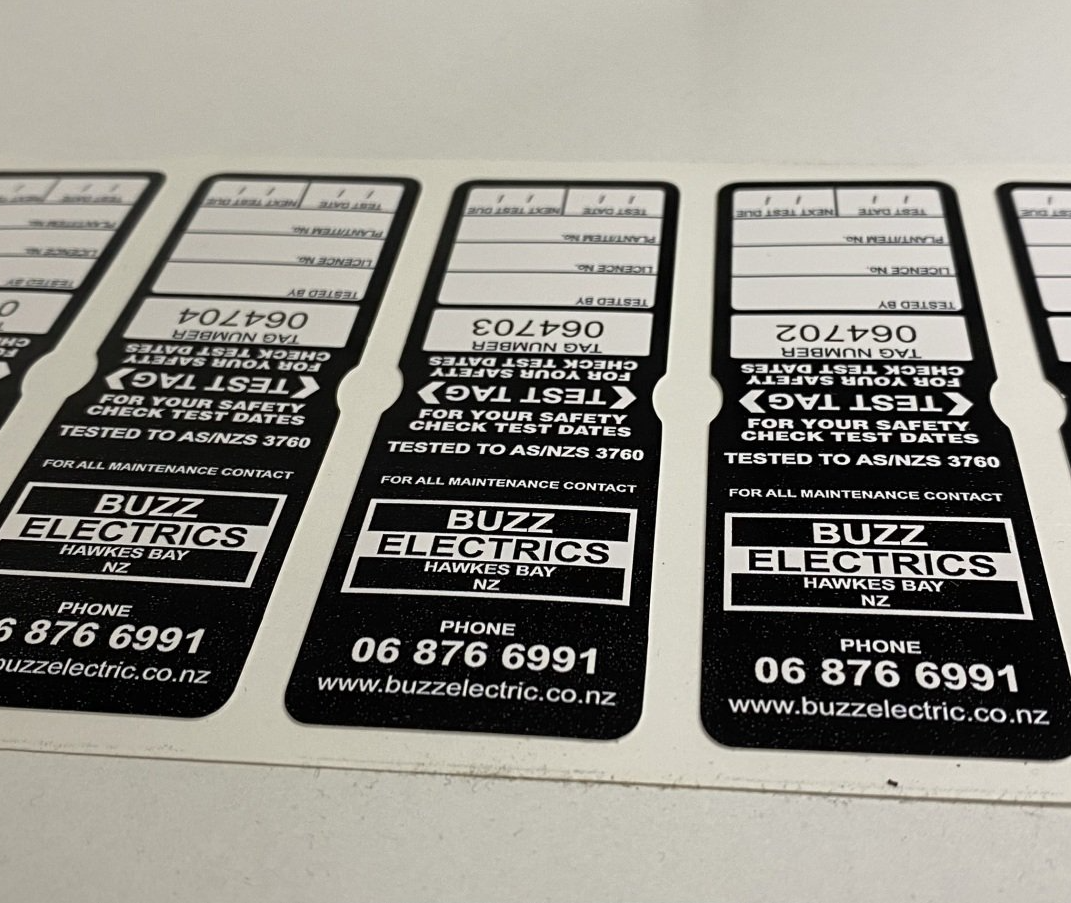 TEST DATE / / NEXT TEST DUE / /
PLANT/ITEM No.
LICENCE No.
TESTED BY
064704
TAG NUMBER
CHECK TEST DATES
FOR YOUR SAFETY
TEST TAG
FOR YOUR SAFETY
CHECK TEST DATES
TESTED TO AS/NZS 3760
FOR ALL MAINTENANCE CONTACT
BUZZ
ELECTRICS
HAWKES BAY
NZ
PHONE
6 876 6991
buzzelectric.co.nz
TEST DATE / / NEXT TEST DUE / /
PLANT/ITEM No.
LICENCE No.
TESTED BY
064703
TAG NUMBER
CHECK TEST DATES
FOR YOUR SAFETY
TEST TAG
FOR YOUR SAFETY
CHECK TEST DATES
TESTED TO AS/NZS 3760
FOR ALL MAINTENANCE CONTACT
BUZZ
ELECTRICS
HAWKES BAY
NZ
PHONE
06 876 6991
www.buzzelectric.co.nz
TEST DATE / / NEXT TEST DUE / /
PLANT/ITEM No.
LICENCE No.
TESTED BY
064702
TAG NUMBER
CHECK TEST DATES
FOR YOUR SAFETY
TEST TAG
FOR YOUR SAFETY
CHECK TEST DATES
TESTED TO AS/NZS 3760
FOR ALL MAINTENANCE CONTACT
BUZZ
ELECTRICS
HAWKES BAY
NZ
PHONE
06 876 6991
www.buzzelectric.co.nz